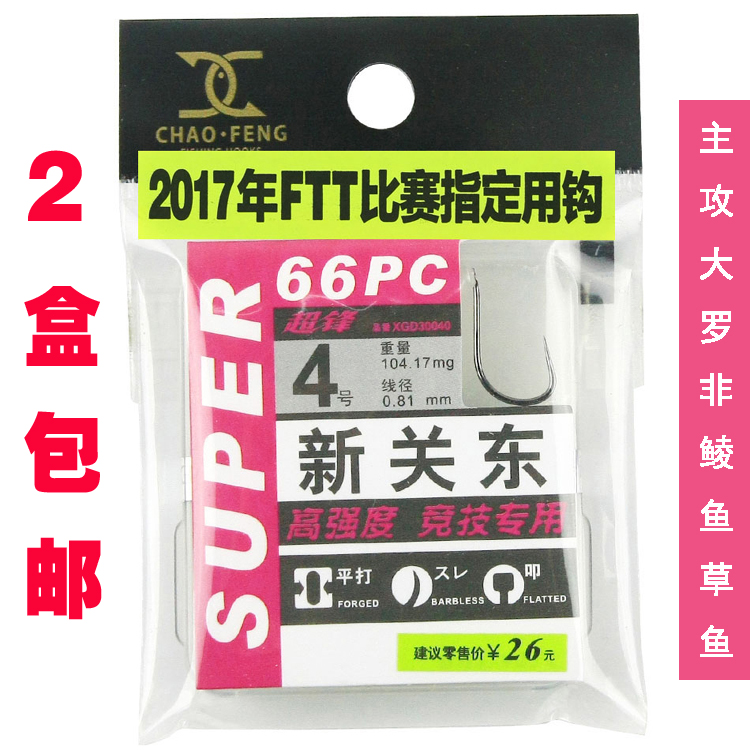 CHAO·FENG
FISHING HOOKS
2017年FTT比赛指定用钩
2盒包邮
主攻大罗非鲮鱼草鱼
SUPER
66PC
超锋
品番 XGD30040
4号
重量
104.17mg
线径
0.81 mm
新关东
高强度 竞技专用
平打
FORGED
スレ
BARBLESS
叩
FLATTED
建议零售价¥26元